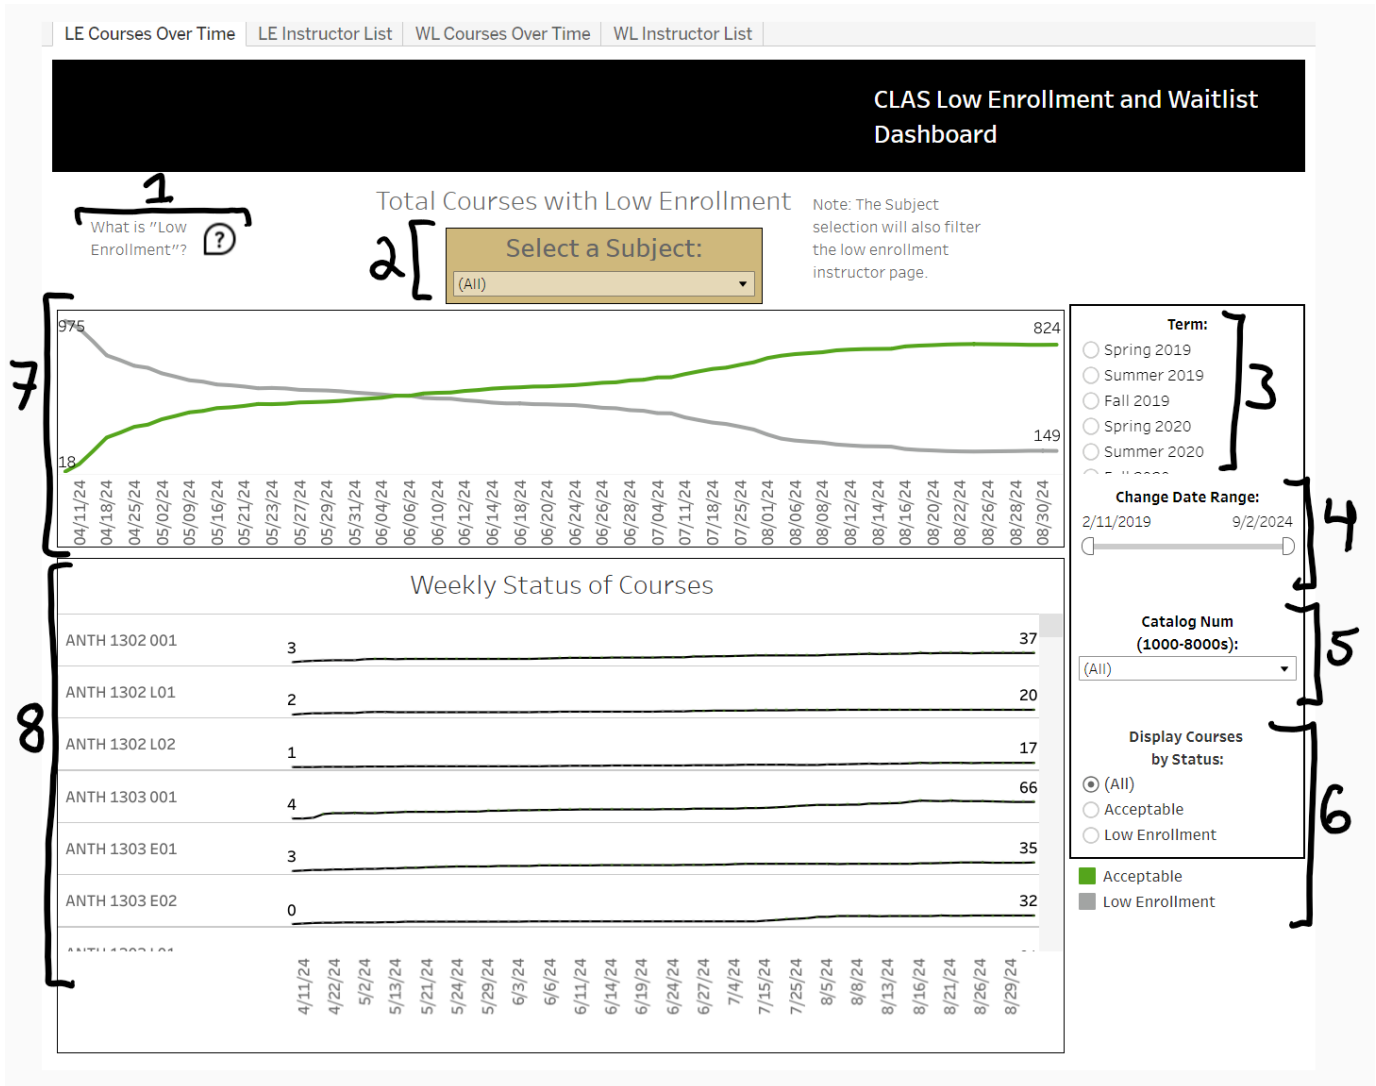 LE Courses Over Time
LE Instructor List
WL Courses Over Time
WL Instructor List
CLAS Low Enrollment and Waitlist
Dashboard
1
What is "Low
Enrollment"?
?
Total Courses with Low Enrollment
2
Select a Subject:
(All)
Note: The Subject
selection will also filter
the low enrollment
instructor page.
7
975
18
824
149
04/11/24
04/18/24
04/25/24
05/02/24
05/09/24
05/16/24
05/21/24
05/23/24
05/27/24
05/29/24
05/31/24
06/04/24
06/06/24
06/10/24
06/12/24
06/14/24
06/20/24
06/24/24
06/26/24
06/28/24
07/04/24
07/11/24
07/18/24
07/25/24
08/01/24
08/06/24
08/08/24
08/12/24
08/14/24
08/16/24
08/20/24
08/22/24
08/26/24
08/28/24
08/30/24
Term:
Spring 2019
Summer 2019
Fall 2019
Spring 2020
Summer 2020
3
Change Date Range:
2/11/2019 9/2/2024
4
Catalog Num
(1000-8000s):
(All)
5
Display Courses
by Status:
(All)
Acceptable
Low Enrollment
6
Acceptable
Low Enrollment
8
Weekly Status of Courses
ANTH 1302 001 3 37
ANTH 1302 L01 2 20
ANTH 1302 L02 1 17
ANTH 1303 001 4 66
ANTH 1303 E01 3 35
ANTH 1303 E02 0 32
4/11/24
4/22/24
5/2/24
5/13/24
5/21/24
5/24/24
5/29/24
6/3/24
6/6/24
6/11/24
6/14/24
6/19/24
6/24/24
6/27/24
7/4/24
7/15/24
7/25/24
8/5/24
8/8/24
8/13/24
8/16/24
8/21/24
8/26/24
8/29/24